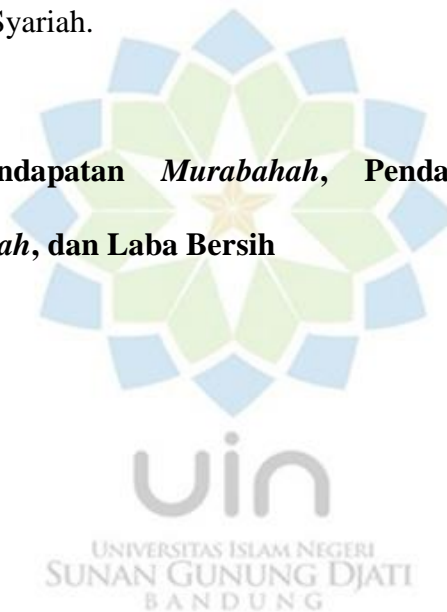 Syariah.
ndapatan Murabahah, Penda
ah, dan Laba Bersih
uin
UNIVERSITAS ISLAM NEGERI
SUNAN GUNUNG DJATI
BANDUNG